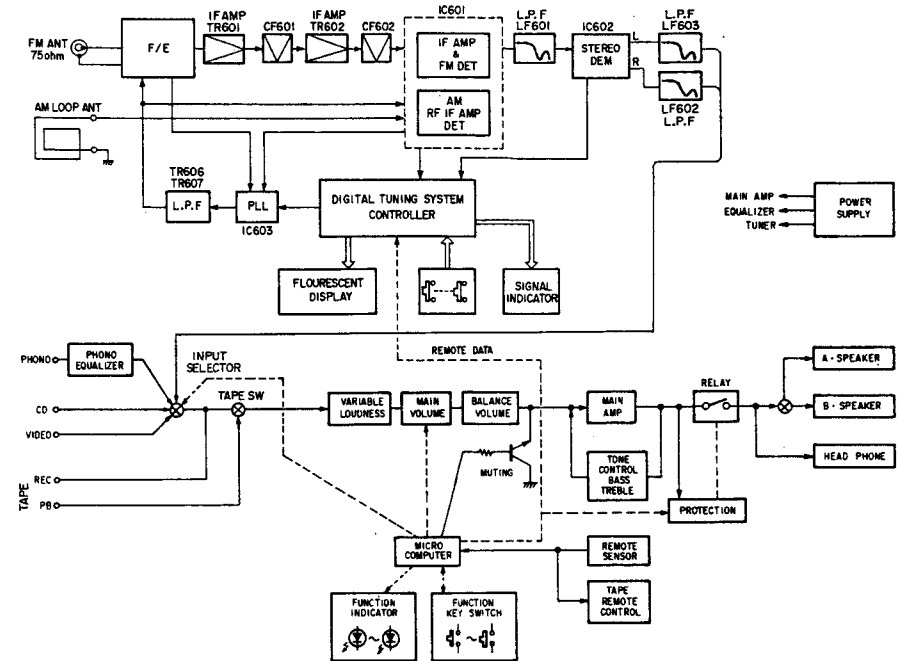 FM ANT
75ohm
F/E
IF AMP
TR601
CF601
IF AMP
TR602
CF602
IC601
IF AMP
&
FM DET
AM
RF IF AMP
DET
L.P.F
LF601
IC602
STEREO
DEM
L
R
L.P.F
LF603
LF602
L.P.F
AM LOOP ANT
TR606
TR607
L.P.F
PLL
IC603
DIGITAL TUNING SYSTEM
CONTROLLER
FLOURESCENT
DISPLAY
SIGNAL
INDICATOR
MAIN AMP
EQUALIZER
TUNER
POWER
SUPPLY
REMOTE DATA
PHONO
PHONO
EQUALIZER
INPUT
SELECTOR
CD
VIDEO
TAPE
REC
PB
TAPE SW
VARIABLE
LOUDNESS
MAIN
VOLUME
BALANCE
VOLUME
MUTING
MAIN
AMP
TONE
CONTROL
BASS
TREBLE
RELAY
PROTECTION
A-SPEAKER
B-SPEAKER
HEAD PHONE
MICRO
COMPUTER
REMOTE
SENSOR
TAPE
REMOTE
CONTROL
FUNCTION
INDICATOR
FUNCTION
KEY SWITCH